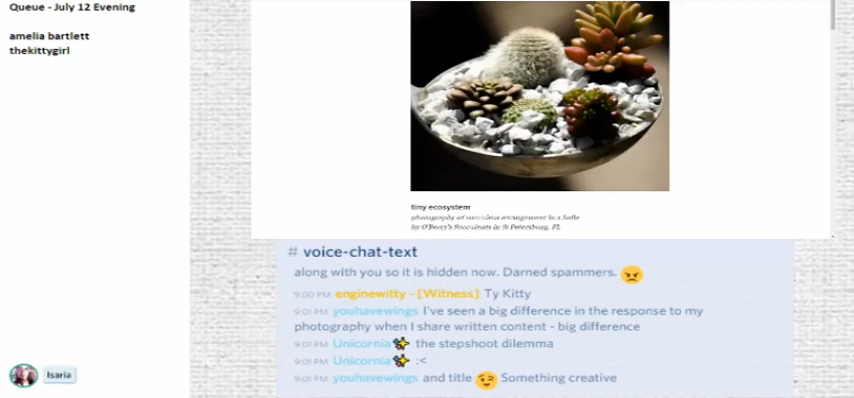 Queue - July 12 Evening
amelia bartlett
thekittygirl
tiny ecosystem
photography of succulent arrangement in a ladle
by O'Berry's Succulents in St Petersburg, FL
# voice-chat-text
along with you so it is hidden now. Darned spammers. 😠
9:00 PM enginewitty - [Witness] Ty Kitty
9:01 PM youhavewings I've seen a big difference in the response to my
photography when I share written content - big difference
9:01 PM Unicornia✨ the stepshoot dilemma
9:01 PM Unicornia✨ :<
9:01 PM youhavewings and title 😉 Something creative
Isaria